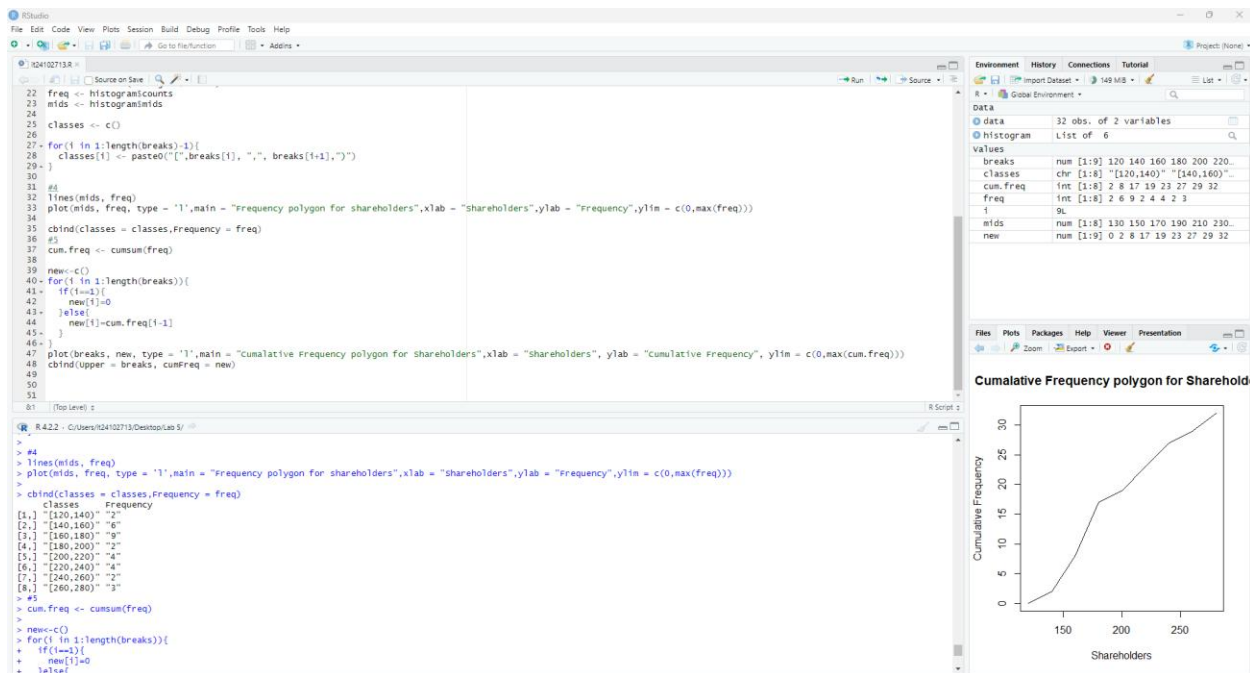 RStudio
File Edit Code View Plots Session Build Debug Profile Tools Help
Go to file/function Addins
Project: (None)
it24102713.R
Source on Save Run Source
22 freq <- histogram$counts
23 mids <- histogram$mids
24
25 classes <- c()
26
27 for(i in 1:length(breaks)-1){
28 classes[i] <- paste0("[",breaks[i], ",", breaks[i+1],")")
29 }
30
31 #4
32 lines(mids, freq)
33 plot(mids, freq, type = 'l',main = "Frequency polygon for shareholders",xlab = "Shareholders",ylab = "Frequency",ylim = c(0,max(freq)))
34
35 cbind(classes = classes,Frequency = freq)
36 #5
37 cum.freq <- cumsum(freq)
38
39 new<-c()
40 for(i in 1:length(breaks)){
41 if(i==1){
42 new[i]=0
43 }else{
44 new[i]=cum.freq[i-1]
45 }
46 }
47 plot(breaks, new, type = 'l',main = "Cumalative Frequency polygon for Shareholders",xlab = "Shareholders", ylab = "Cumulative Frequency", ylim = c(0,max(cum.freq)))
48 cbind(Upper = breaks, cumFreq = new)
49
50
51
8:1 (Top Level) R Script
R 4.2.2 · C:/Users/it24102713/Desktop/Lab 5/
>
> #4
> lines(mids, freq)
> plot(mids, freq, type = 'l',main = "Frequency polygon for shareholders",xlab = "Shareholders",ylab = "Frequency",ylim = c(0,max(freq)))
>
> cbind(classes = classes,Frequency = freq)
classes Frequency
[1,] "[120,140)" "2"
[2,] "[140,160)" "6"
[3,] "[160,180)" "9"
[4,] "[180,200)" "2"
[5,] "[200,220)" "4"
[6,] "[220,240)" "4"
[7,] "[240,260)" "2"
[8,] "[260,280)" "3"
> #5
> cum.freq <- cumsum(freq)
>
> new<-c()
> for(i in 1:length(breaks)){
+ if(i==1){
+ new[i]=0
+ }else{
Environment History Connections Tutorial
Import Dataset 149 MiB List
R Global Environment
Data
data 32 obs. of 2 variables
histogram List of 6
Values
breaks num [1:9] 120 140 160 180 200 220…
classes chr [1:8] "[120,140)" "[140,160)"…
cum.freq int [1:8] 2 8 17 19 23 27 29 32
freq int [1:8] 2 6 9 2 4 4 2 3
i 9L
mids num [1:8] 130 150 170 190 210 230…
new num [1:9] 0 2 8 17 19 23 27 29 32
Files Plots Packages Help Viewer Presentation
Zoom Export
Cumalative Frequency polygon for Sharehold
Cumulative Frequency
30
25
20
15
10
5
0
150 200 250
Shareholders